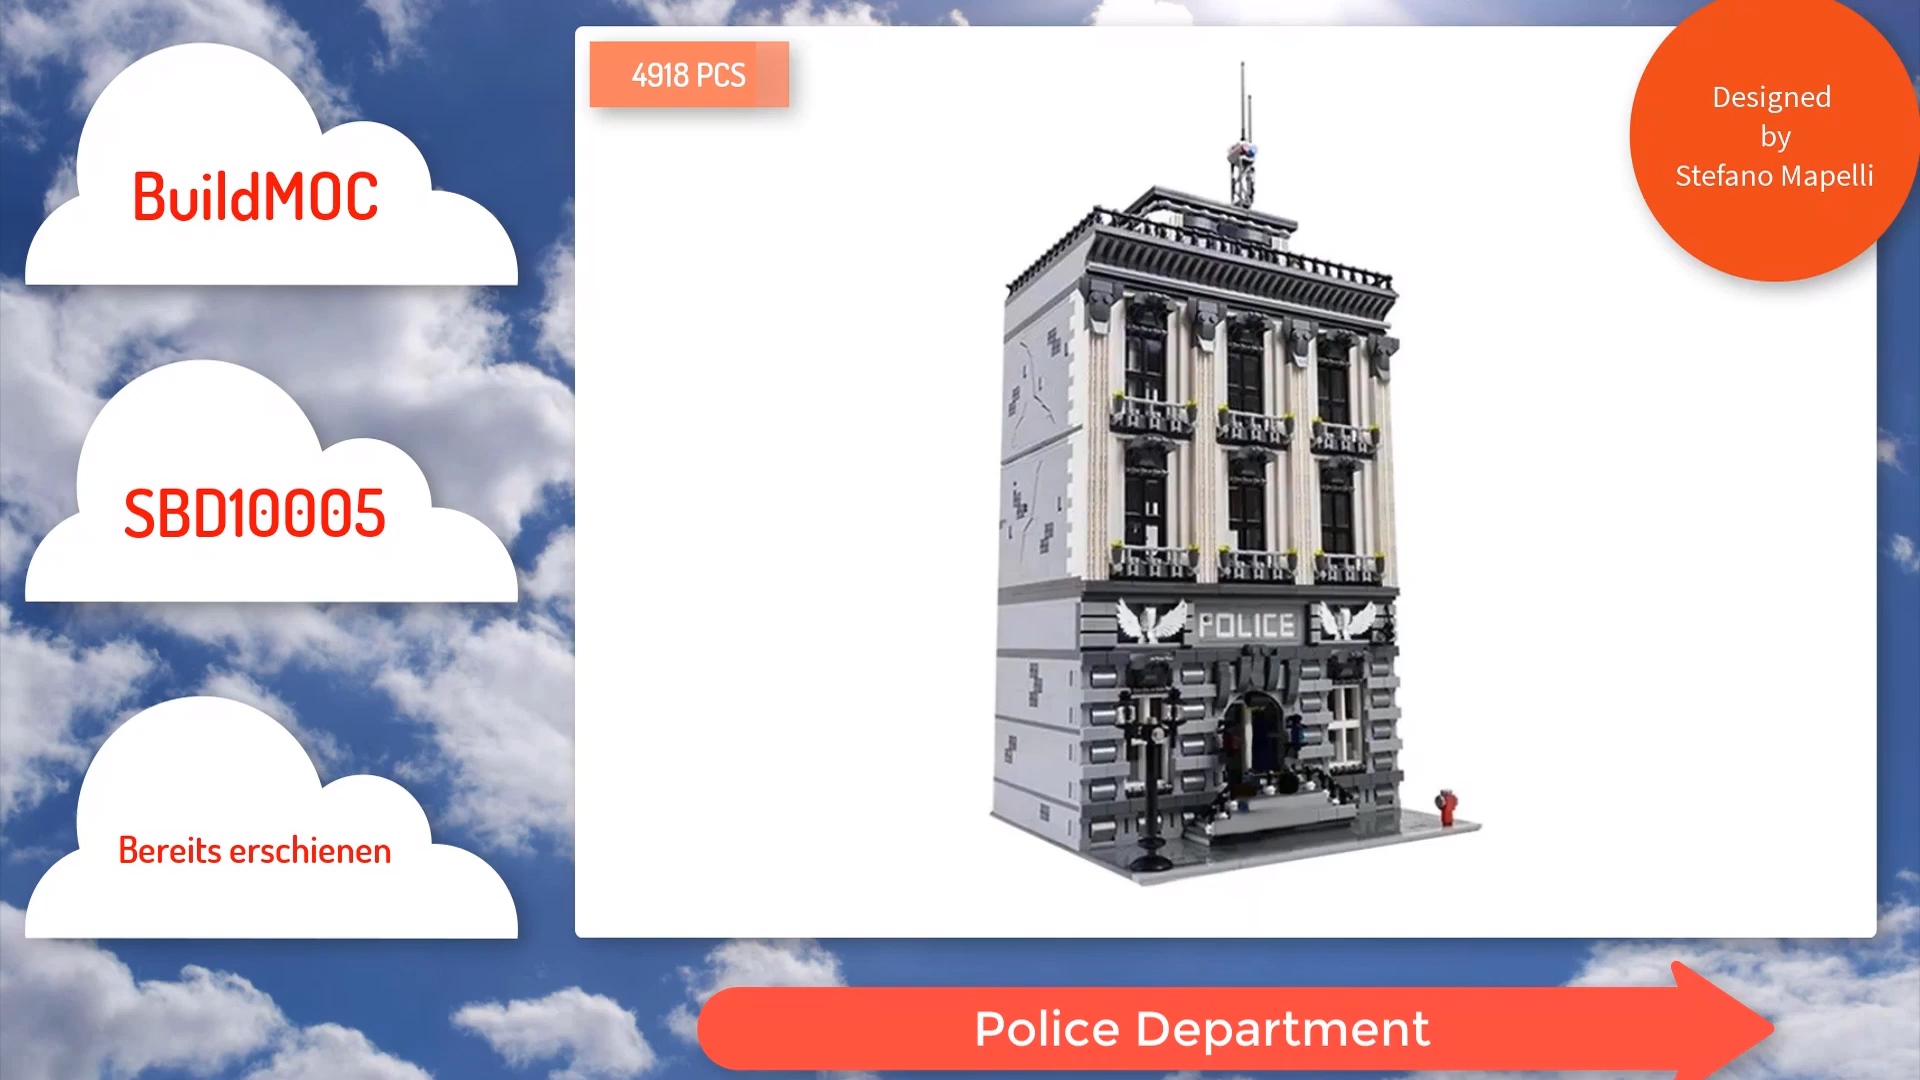 BuildMOC
SBD10005
Bereits erschienen
4918 PCS
Designed
by
Stefano Mapelli
POLICE
Police Department